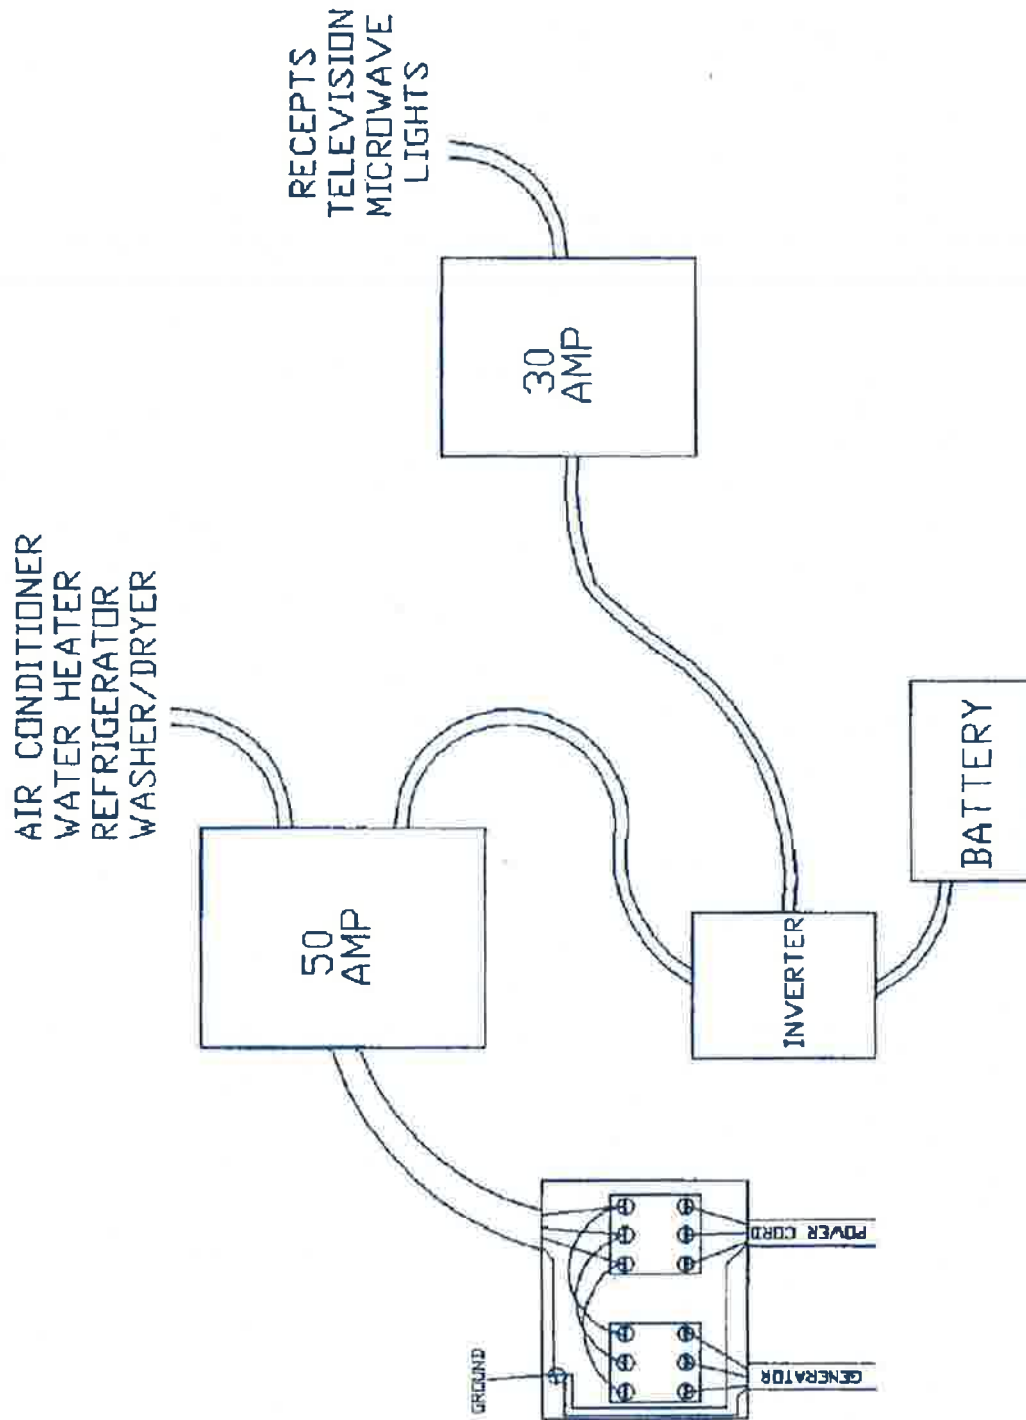 AIR CONDITIONER
WATER HEATER
REFRIGERATOR
WASHER/DRYER
RECEPTS
TELEVISION
MICROWAVE
LIGHTS
50
AMP
30
AMP
INVERTER
BATTERY
GROUND
GENERATOR
POWER CORD